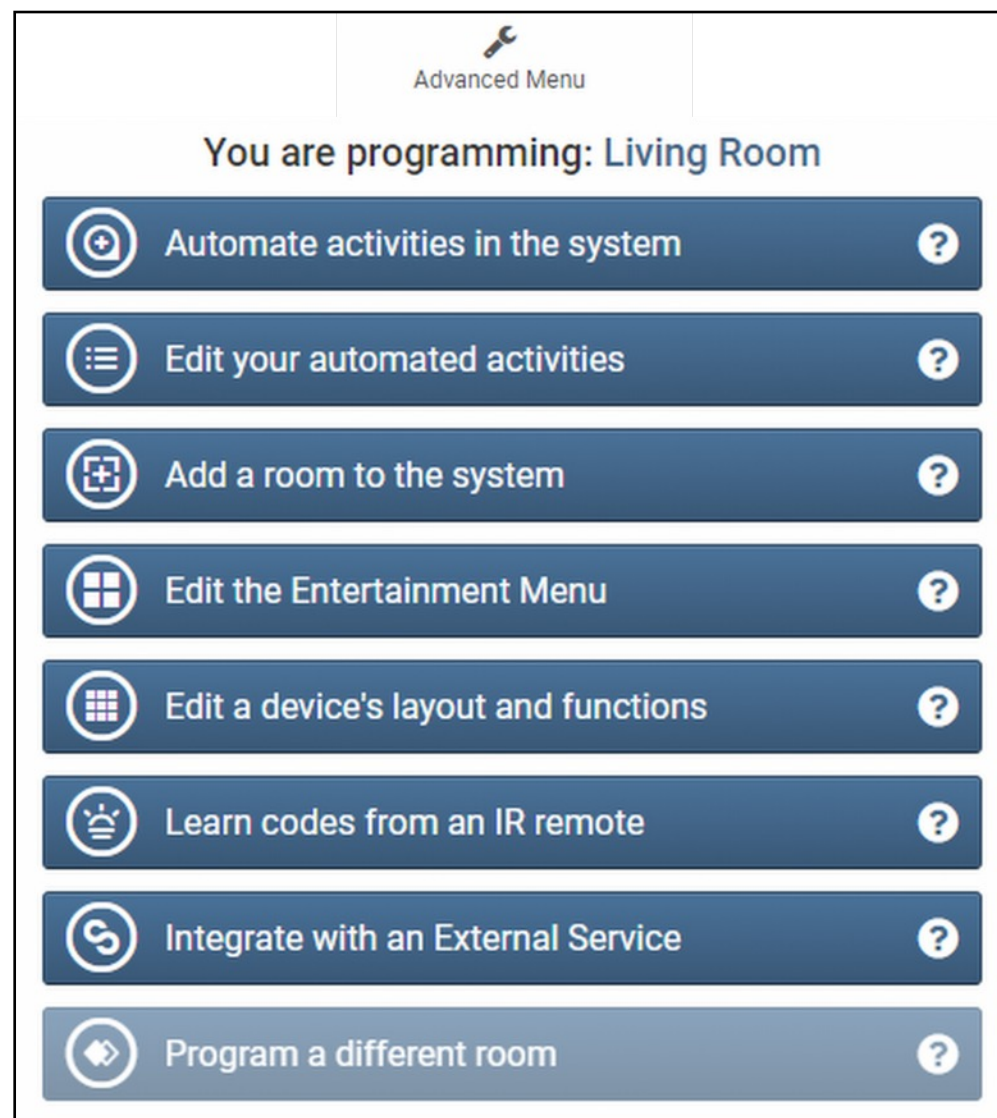 Advanced Menu
You are programming: Living Room
Automate activities in the system ?
Edit your automated activities ?
Add a room to the system ?
Edit the Entertainment Menu ?
Edit a device's layout and functions ?
Learn codes from an IR remote ?
Integrate with an External Service ?
Program a different room ?